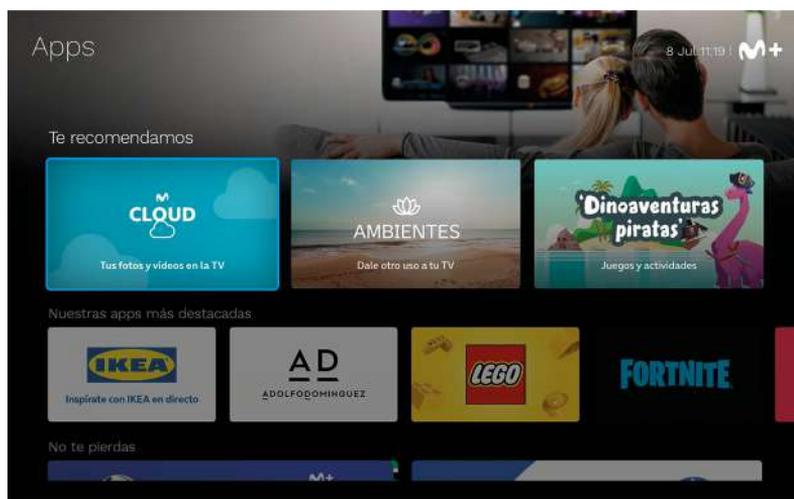 Apps
8 Jul 11:19 | M+
Te recomendamos
CLOUD
Tus fotos y vídeos en la TV
AMBIENTES
Dale otro uso a tu TV
'Dinoaventuras
piratas'
Juegos y actividades
Nuestras apps más destacadas
IKEA
Inspírate con IKEA en directo
AD
ADOLFODOMINGUEZ
LEGO
FORTNITE
No te pierdas
M+